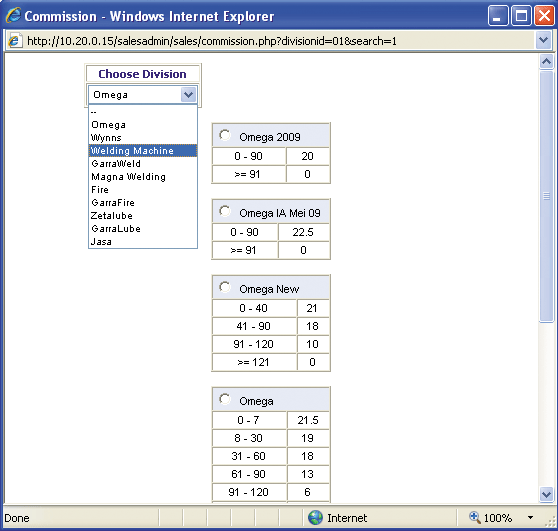 Commission - Windows Internet Explorer
http://10.20.0.15/salesadmin/sales/commission.php?divisionid=01&search=1
Choose Division
Omega
--
Omega
Wynns
Welding Machine
GarraWeld
Magna Welding
Fire
GarraFire
Zetalube
GarraLube
Jasa
Omega 2009
0 - 90 20
>= 91 0
Omega IA Mei 09
0 - 90 22.5
>= 91 0
Omega New
0 - 40 21
41 - 90 18
91 - 120 10
>= 121 0
Omega
0 - 7 21.5
8 - 30 19
31 - 60 18
61 - 90 13
91 - 120 6
Done Internet 100%